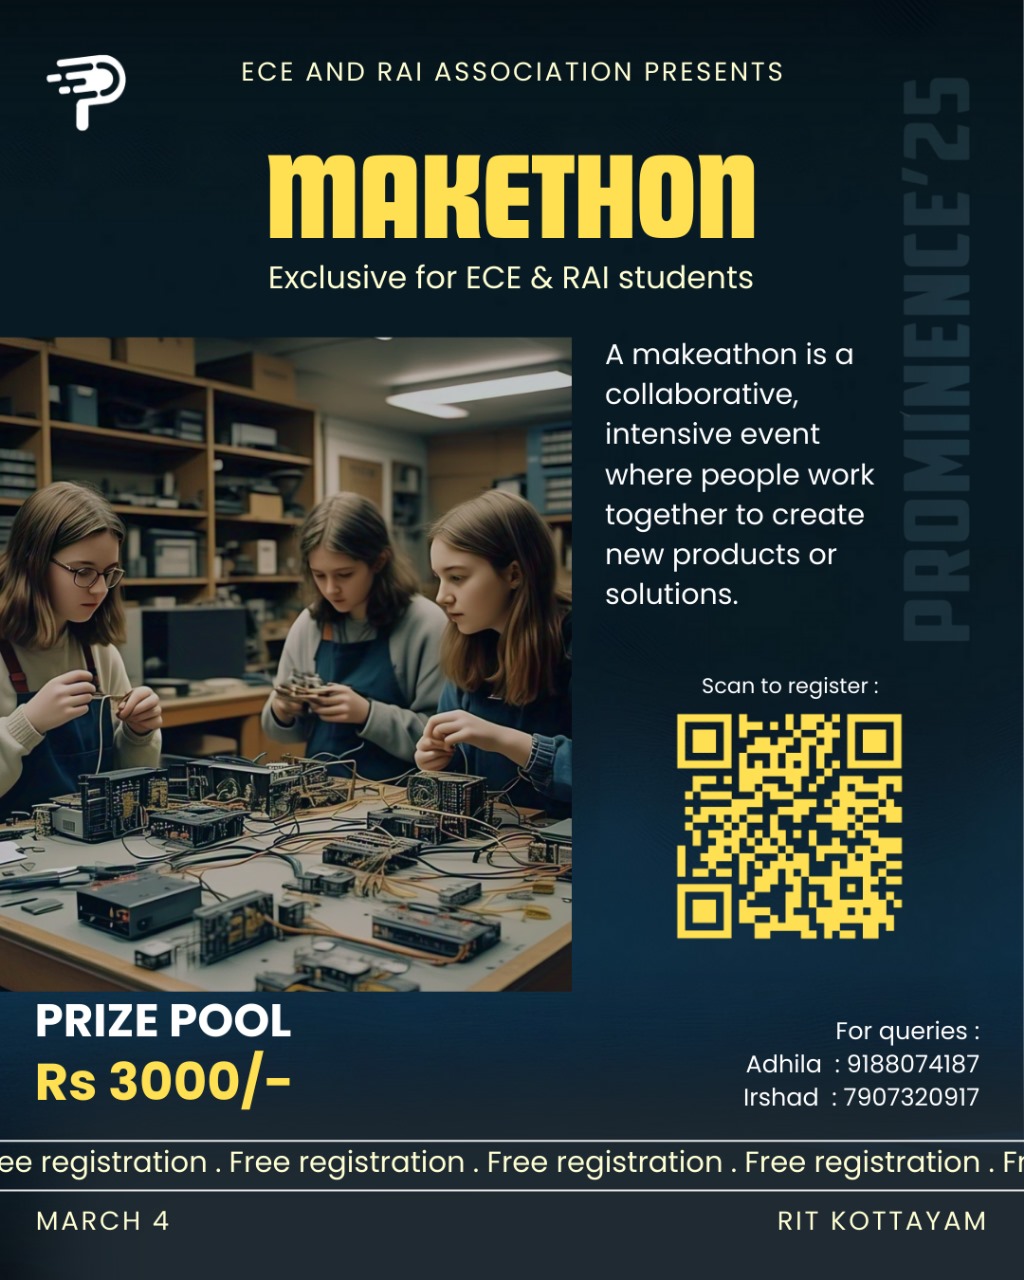 ECE AND RAI ASSOCIATION PRESENTS
MAKETHON
Exclusive for ECE & RAI students
PROMINENCE'25
A makeathon is a
collaborative,
intensive event
where people work
together to create
new products or
solutions.
Scan to register :
PRIZE POOL
Rs 3000/-
For queries :
Adhila : 9188074187
Irshad : 7907320917
ee registration . Free registration . Free registration . Free registration . Fr
MARCH 4
RIT KOTTAYAM